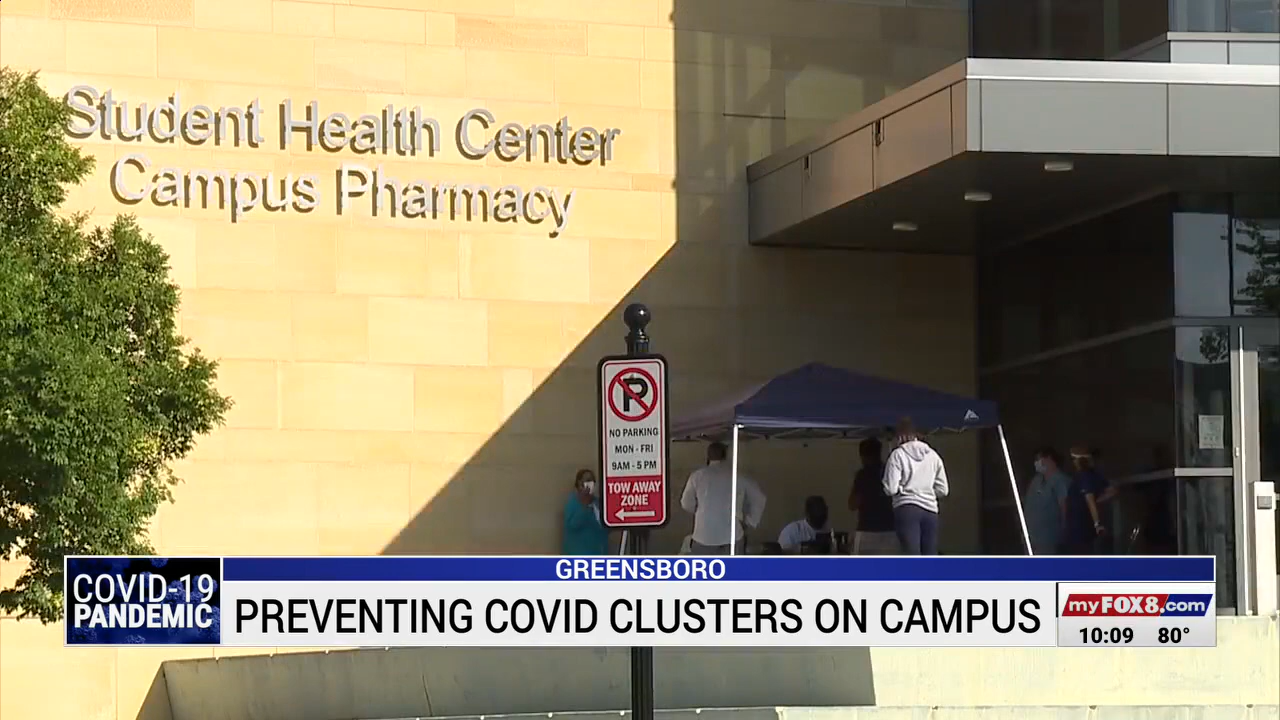 Student Health Center
Campus Pharmacy
P
NO PARKING
MON - FRI
9AM - 5 PM
TOW AWAY
ZONE
COVID-19
PANDEMIC
GREENSBORO
PREVENTING COVID CLUSTERS ON CAMPUS
myFOX8.com
10:09 80°